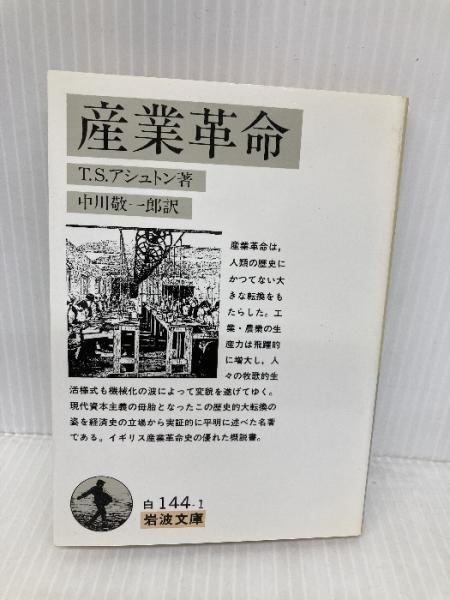 産業革命
T.S.アシュトン著
中川敬一郎訳
産業革命は，
人類の歴史に
かつてない大
きな転換をも
たらした。工
業・農業の生
産力は飛躍的
に増大し，人
々の牧歌的生
活様式も機械化の波によって変貌を遂げてゆく。
現代資本主義の母胎となったこの歴史的大転換の
姿を経済史の立場から実証的に平明に述べた名著
である。イギリス産業革命史の優れた概説書。
白 144-1
岩波文庫